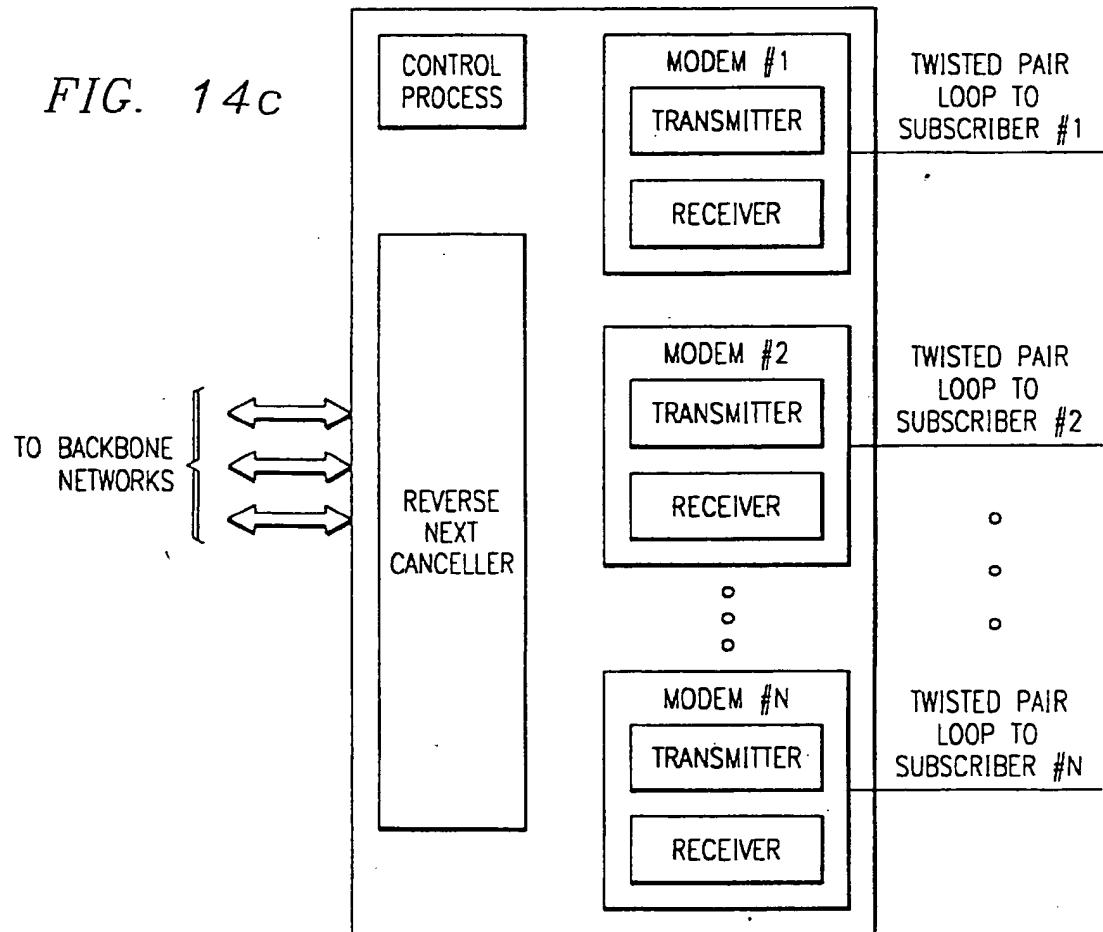 FIG. 14c
CONTROL
PROCESS
MODEM #1
TRANSMITTER
RECEIVER
TWISTED PAIR
LOOP TO
SUBSCRIBER #1
MODEM #2
TRANSMITTER
RECEIVER
TWISTED PAIR
LOOP TO
SUBSCRIBER #2
TO BACKBONE
NETWORKS
REVERSE
NEXT
CANCELLER
MODEM #N
TRANSMITTER
RECEIVER
TWISTED PAIR
LOOP TO
SUBSCRIBER #N